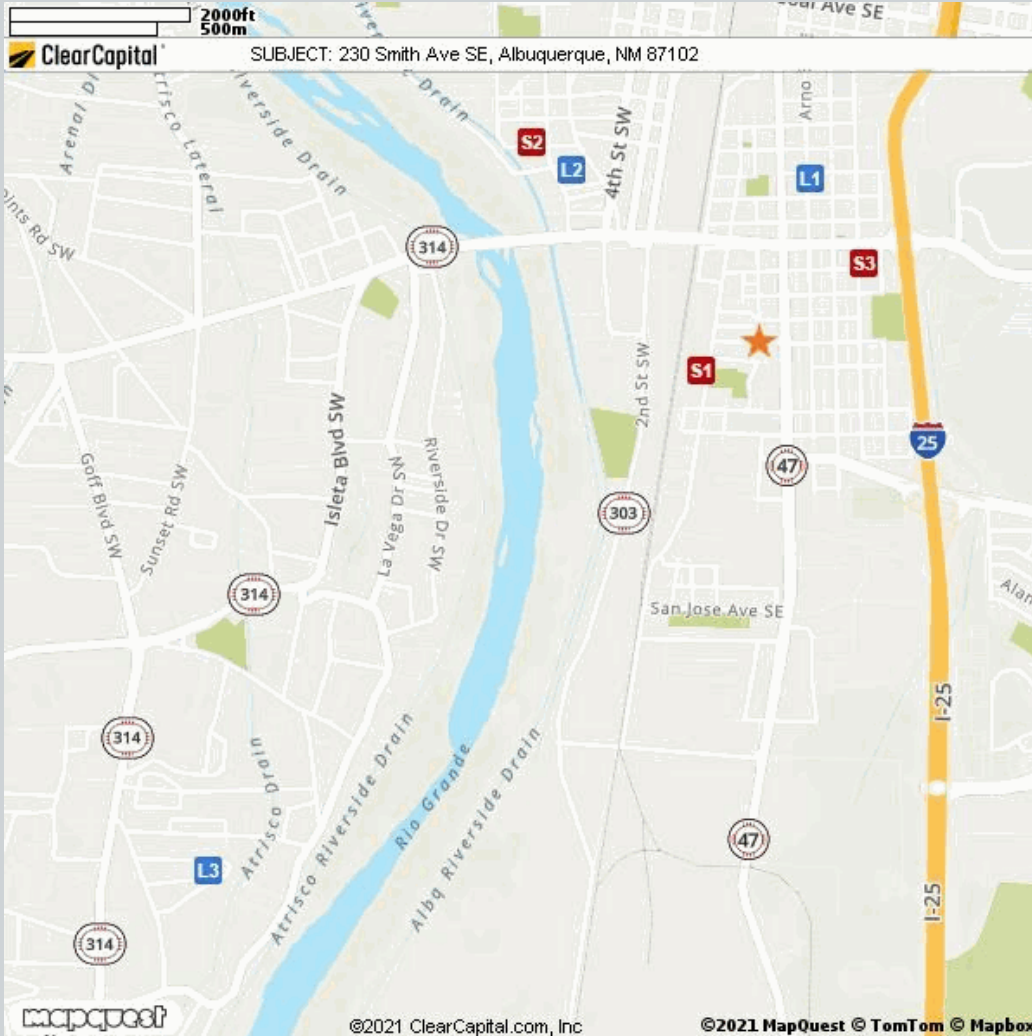 2000ft
500m
ClearCapital
SUBJECT: 230 Smith Ave SE, Albuquerque, NM 87102
Ave SE
Arenal
Atrisco Lateral
Riverside Drain
Drain
4th St SW
Arno
S2
L2
L1
Points Rd SW
314
S3
S1
2nd St SW
Isleta Blvd SW
25
Goff Blvd SW
Sunset Rd SW
La Vega Dr SW
Riverside Dr SW
47
303
314
San Jose Ave SE
I-25
314
Atrisco Drain
Atrisco Riverside Drain
Rio Grande
Albq Riverside Drain
47
L3
I-25
314
mapquest
©2021 ClearCapital.com, Inc
©2021 MapQuest © TomTom © Mapbox